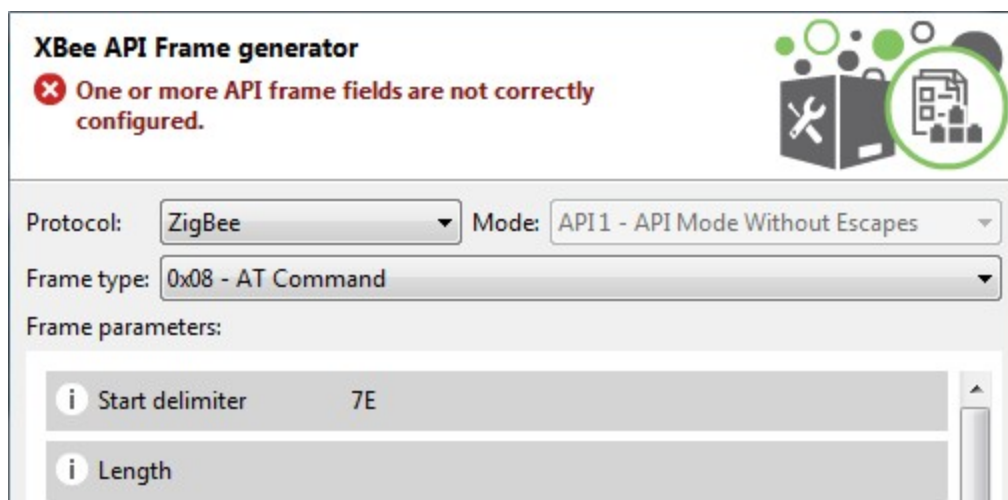 XBee API Frame generator
One or more API frame fields are not correctly
configured.
Protocol: ZigBee Mode: API 1 - API Mode Without Escapes
Frame type: 0x08 - AT Command
Frame parameters:
i Start delimiter 7E
i Length